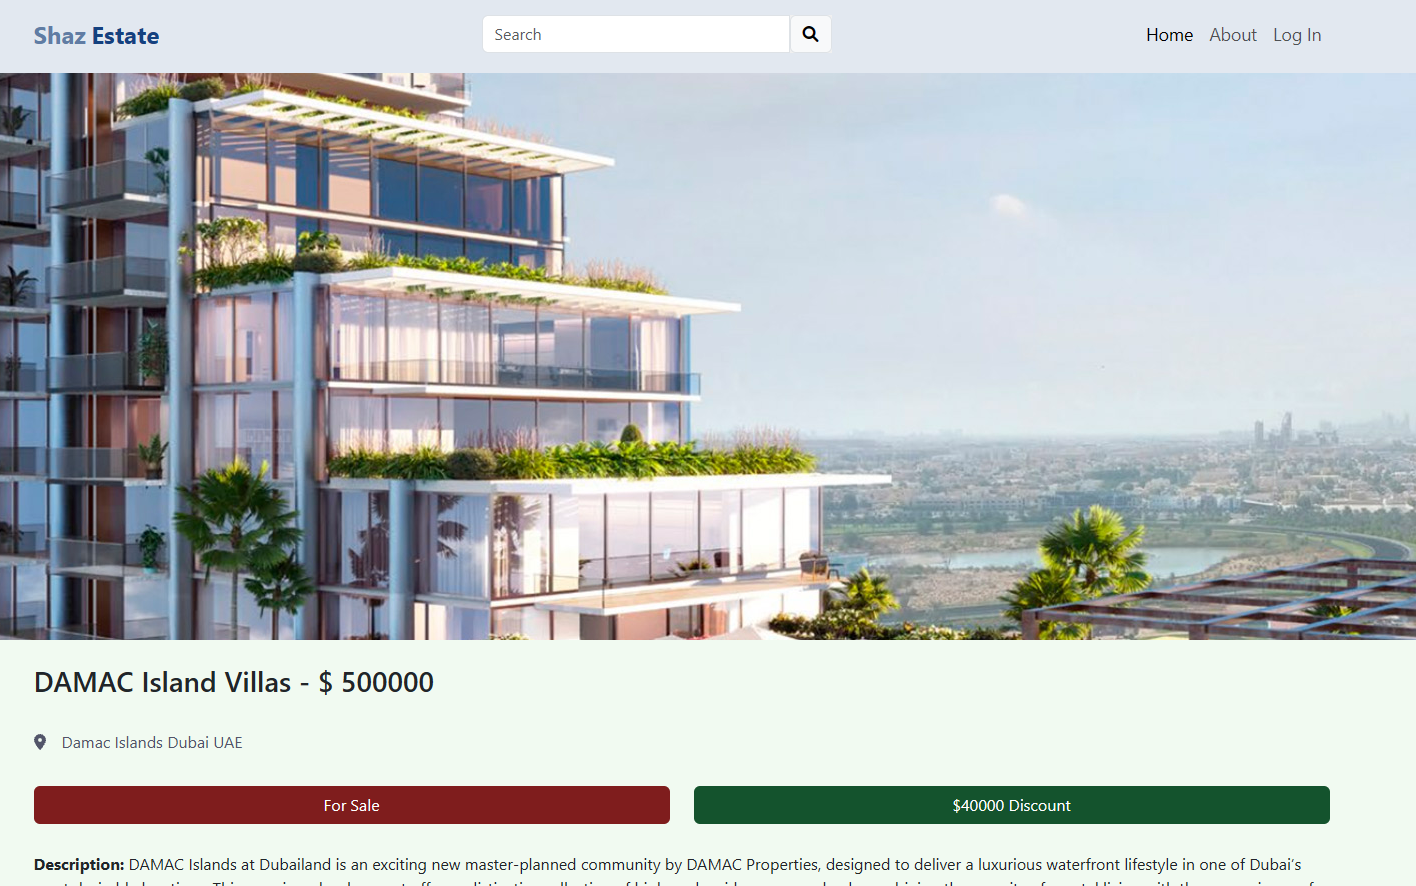 Shaz Estate
Search
Home About Log In
DAMAC Island Villas - $ 500000
Damac Islands Dubai UAE
For Sale
$40000 Discount
Description: DAMAC Islands at Dubailand is an exciting new master-planned community by DAMAC Properties, designed to deliver a luxurious waterfront lifestyle in one of Dubai's